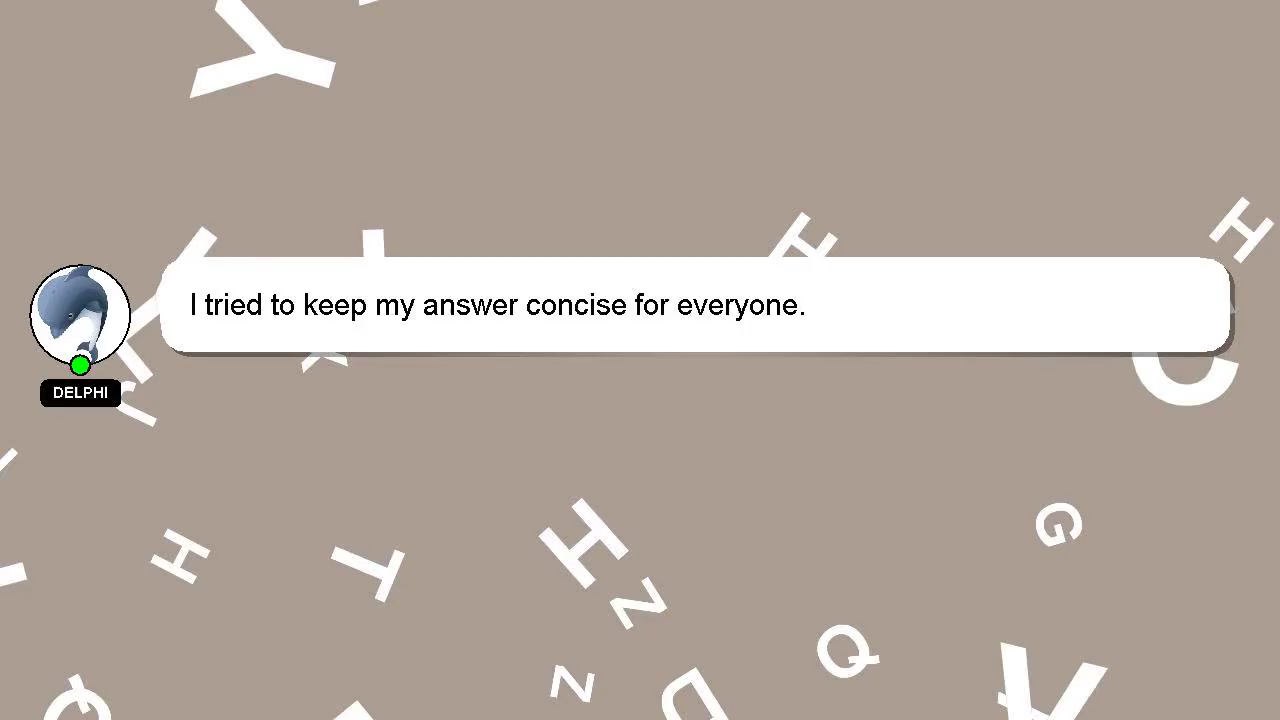 I tried to keep my answer concise for everyone.
DELPHI
Y
H
H
C
G
H
T
H
Z
Z
Q
Q
D
V